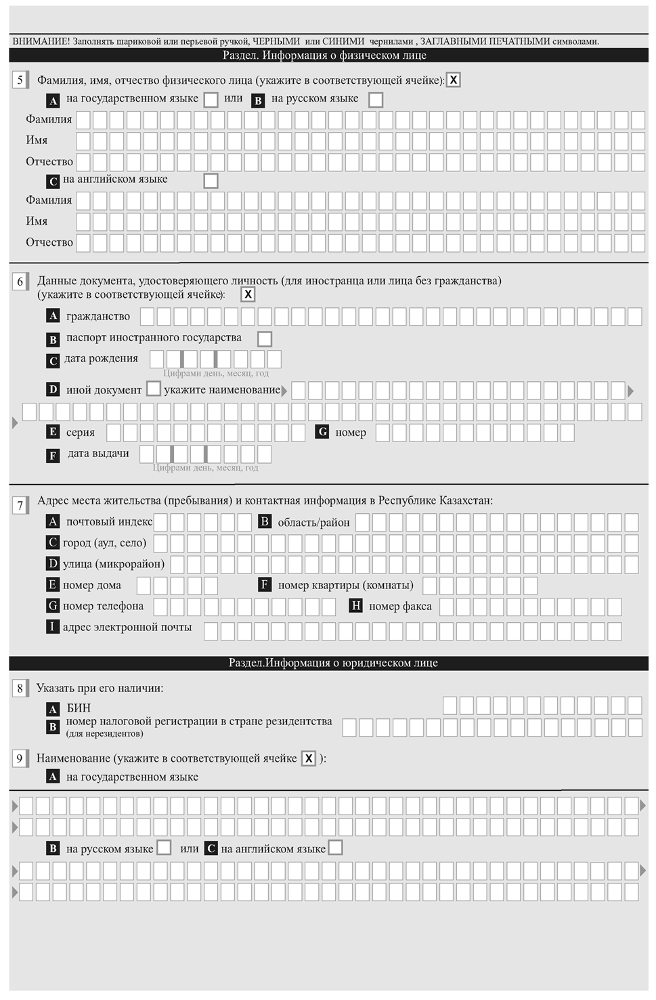 ВНИМАНИЕ! Заполнять шариковой или перьевой ручкой, ЧЕРНЫМИ или СИНИМИ чернилами , ЗАГЛАВНЫМИ ПЕЧАТНЫМИ символами.
Раздел. Информация о физическом лице
5 Фамилия, имя, отчество физического лица (укажите в соответствующей ячейке): X
A на государственном языке или B на русском языке
Фамилия
Имя
Отчество
C на английском языке
Фамилия
Имя
Отчество
6 Данные документа, удостоверяющего личность (для иностранца или лица без гражданства)
(укажите в соответствующей ячейке): X
A гражданство
B паспорт иностранного государства
C дата рождения
Цифрами день, месяц, год
D иной документ укажите наименование
E серия G номер
F дата выдачи
Цифрами день, месяц, год
7 Адрес места жительства (пребывания) и контактная информация в Республике Казахстан:
A почтовый индекс B область/район
C город (аул, село)
D улица (микрорайон)
E номер дома F номер квартиры (комнаты)
G номер телефона H номер факса
I адрес электронной почты
Раздел.Информация о юридическом лице
8 Указать при его наличии:
A БИН
B номер налоговой регистрации в стране резидентства
(для нерезидентов)
9 Наименование (укажите в соответствующей ячейке X ):
A на государственном языке
B на русском языке или C на английском языке